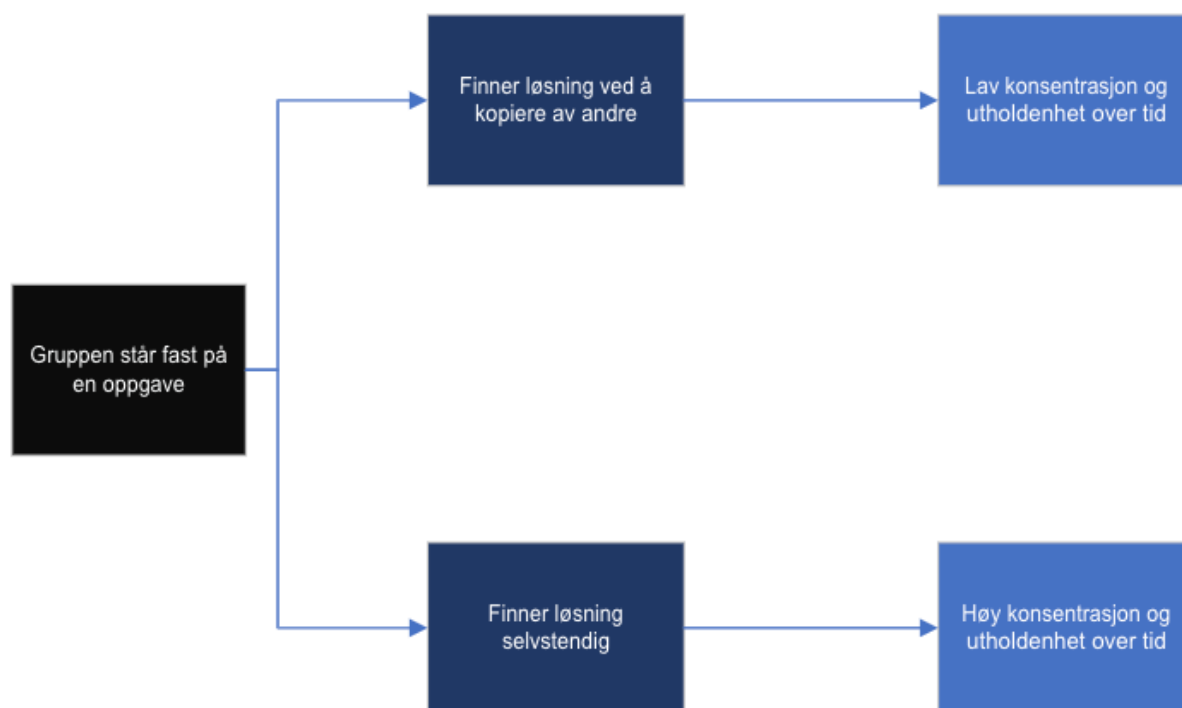 Finner løsning ved å
kopiere av andre
Lav konsentrasjon og
utholdenhet over tid
Gruppen står fast på
en oppgave
Finner løsning
selvstendig
Høy konsentrasjon og
utholdenhet over tid